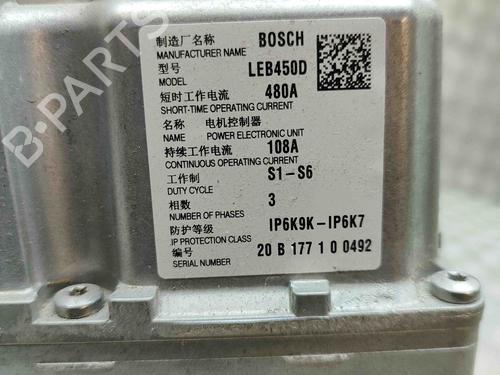 制造厂名称 BOSCH
MANUFACTURER NAME
型号 LEB450D
MODEL
短时工作电流 480A
SHORT-TIME OPERATING CURRENT
名称 电机控制器
NAME POWER ELECTRONIC UNIT
持续工作电流 108A
CONTINUOUS OPERATING CURRENT
工作制 S1-S6
DUTY CYCLE
相数 3
NUMBER OF PHASES
防护等级 IP6K9K-IP6K7
IP PROTECTION CLASS
编号 20 B 177 1 0 0492
SERIAL NUMBER